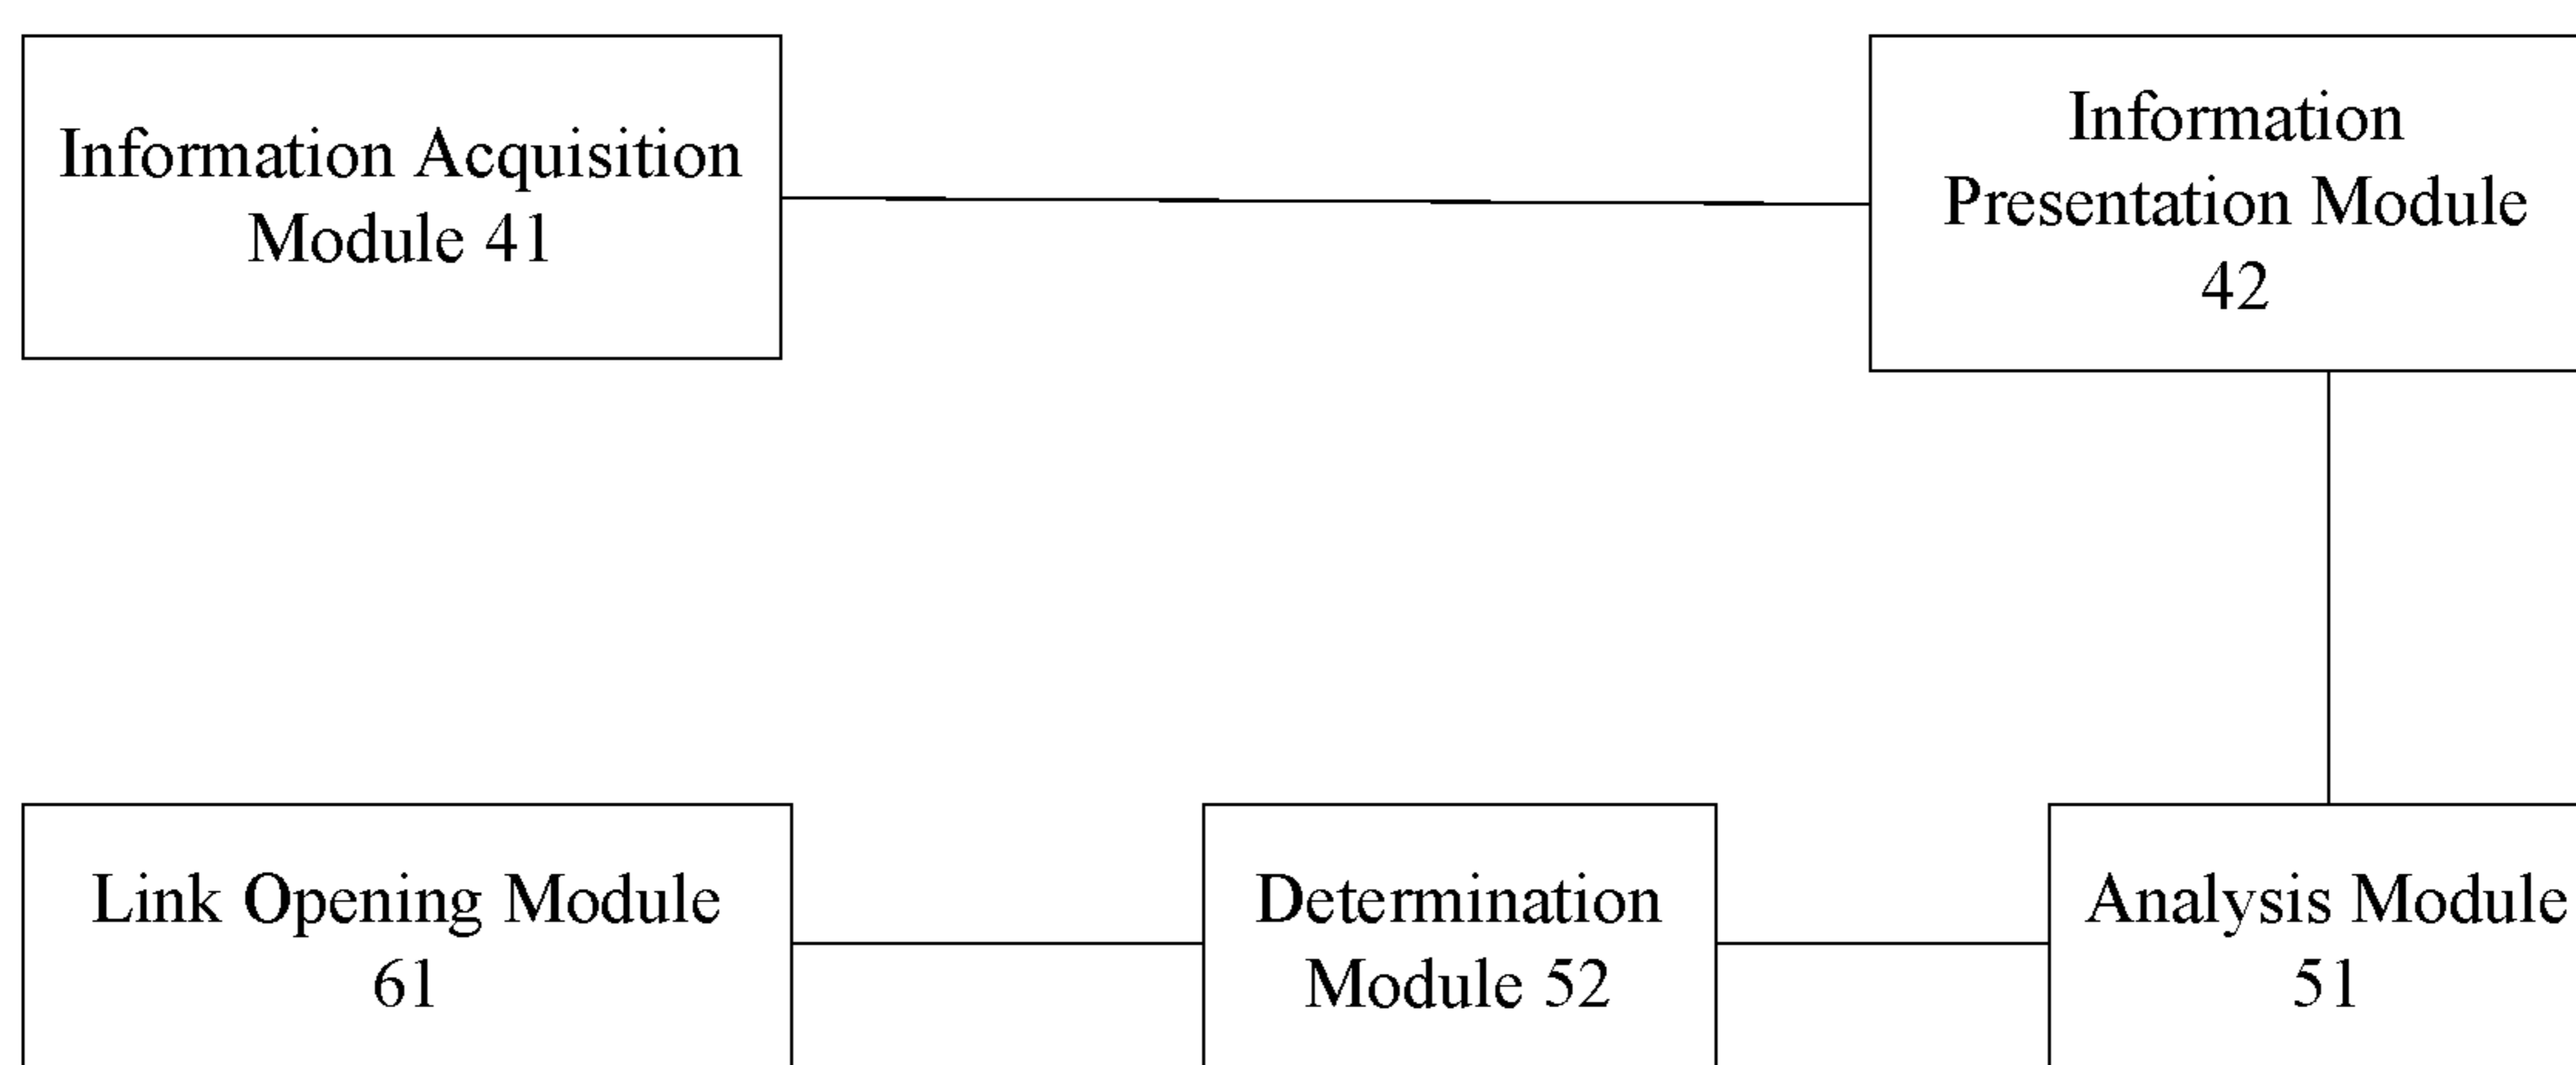 Information Acquisition
Module 41
Information
Presentation Module
42
Link Opening Module
61
Determination
Module 52
Analysis Module
51